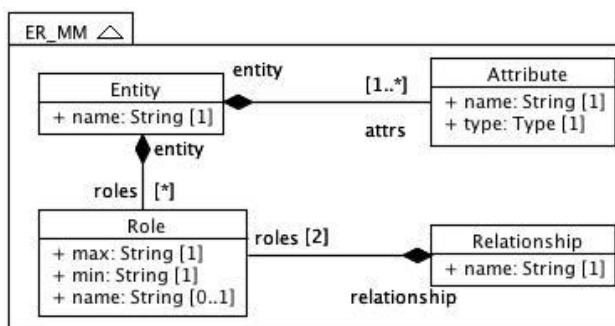 ER_MM
Entity
+ name: String [1]
entity
[1..*]
attrs
Attribute
+ name: String [1]
+ type: Type [1]
entity
roles [*]
Role
+ max: String [1]
+ min: String [1]
+ name: String [0..1]
roles [2]
relationship
Relationship
+ name: String [1]